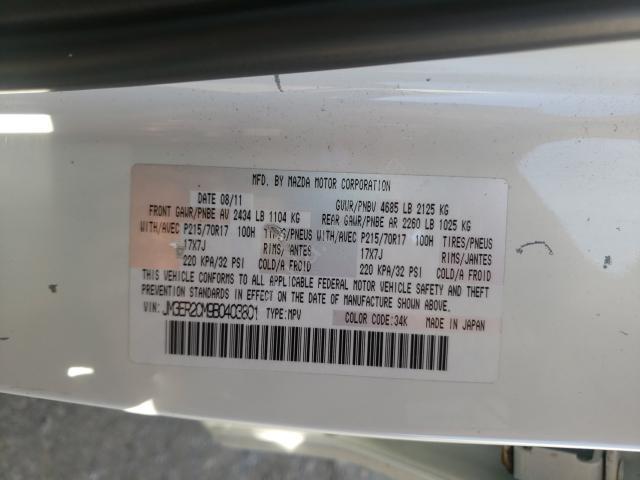 MFD. BY MAZDA MOTOR CORPORATION
DATE 08/11 GVWR/PNBV 4685 LB 2125 KG
FRONT GAWR/PNBE AV 2434 LB 1104 KG REAR GAWR/PNBE AR 2260 LB 1025 KG
WITH/AVEC P215/70R17 100H TIRES/PNEUS WITH/AVEC P215/70R17 100H TIRES/PNEUS
17X7J RIMS/JANTES 17X7J RIMS/JANTES
220 KPA/32 PSI COLD/A FROID 220 KPA/32 PSI COLD/A FROID
THIS VEHICLE CONFORMS TO ALL APPLICABLE FEDERAL MOTOR VEHICLE SAFETY AND THEFT
PREVENTION STANDARDS IN EFFECT ON THE DATE OF MANUFACTURE SHOWN ABOVE.
VIN: JM3ER2CM9B0403801 TYPE:MPV COLOR CODE:34K MADE IN JAPAN